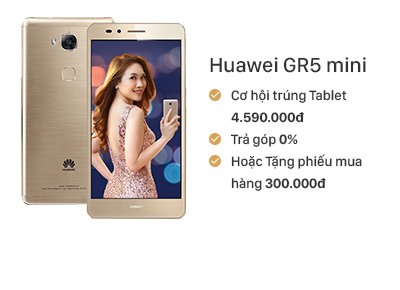 HUAWEI
Huawei GR5 mini
Cơ hội trúng Tablet
4.590.000đ
Trả góp 0%
Hoặc Tặng phiếu mua
hàng 300.000đ